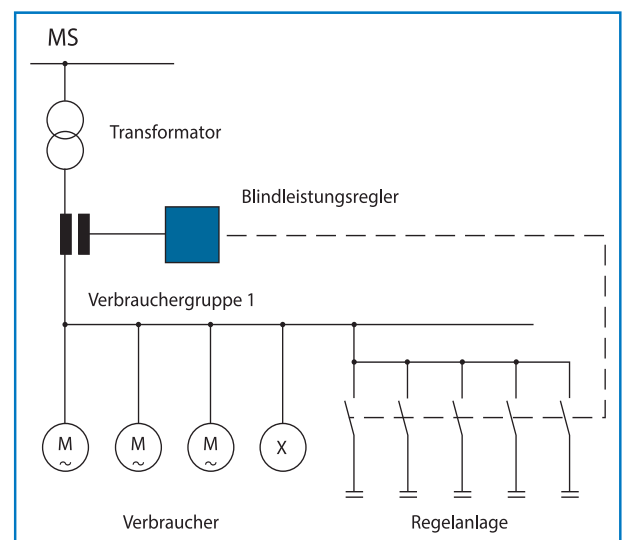 MS
Transformator
Blindleistungsregler
Verbrauchergruppe 1
M
~
M
~
M
~
X
Verbraucher
Regelanlage